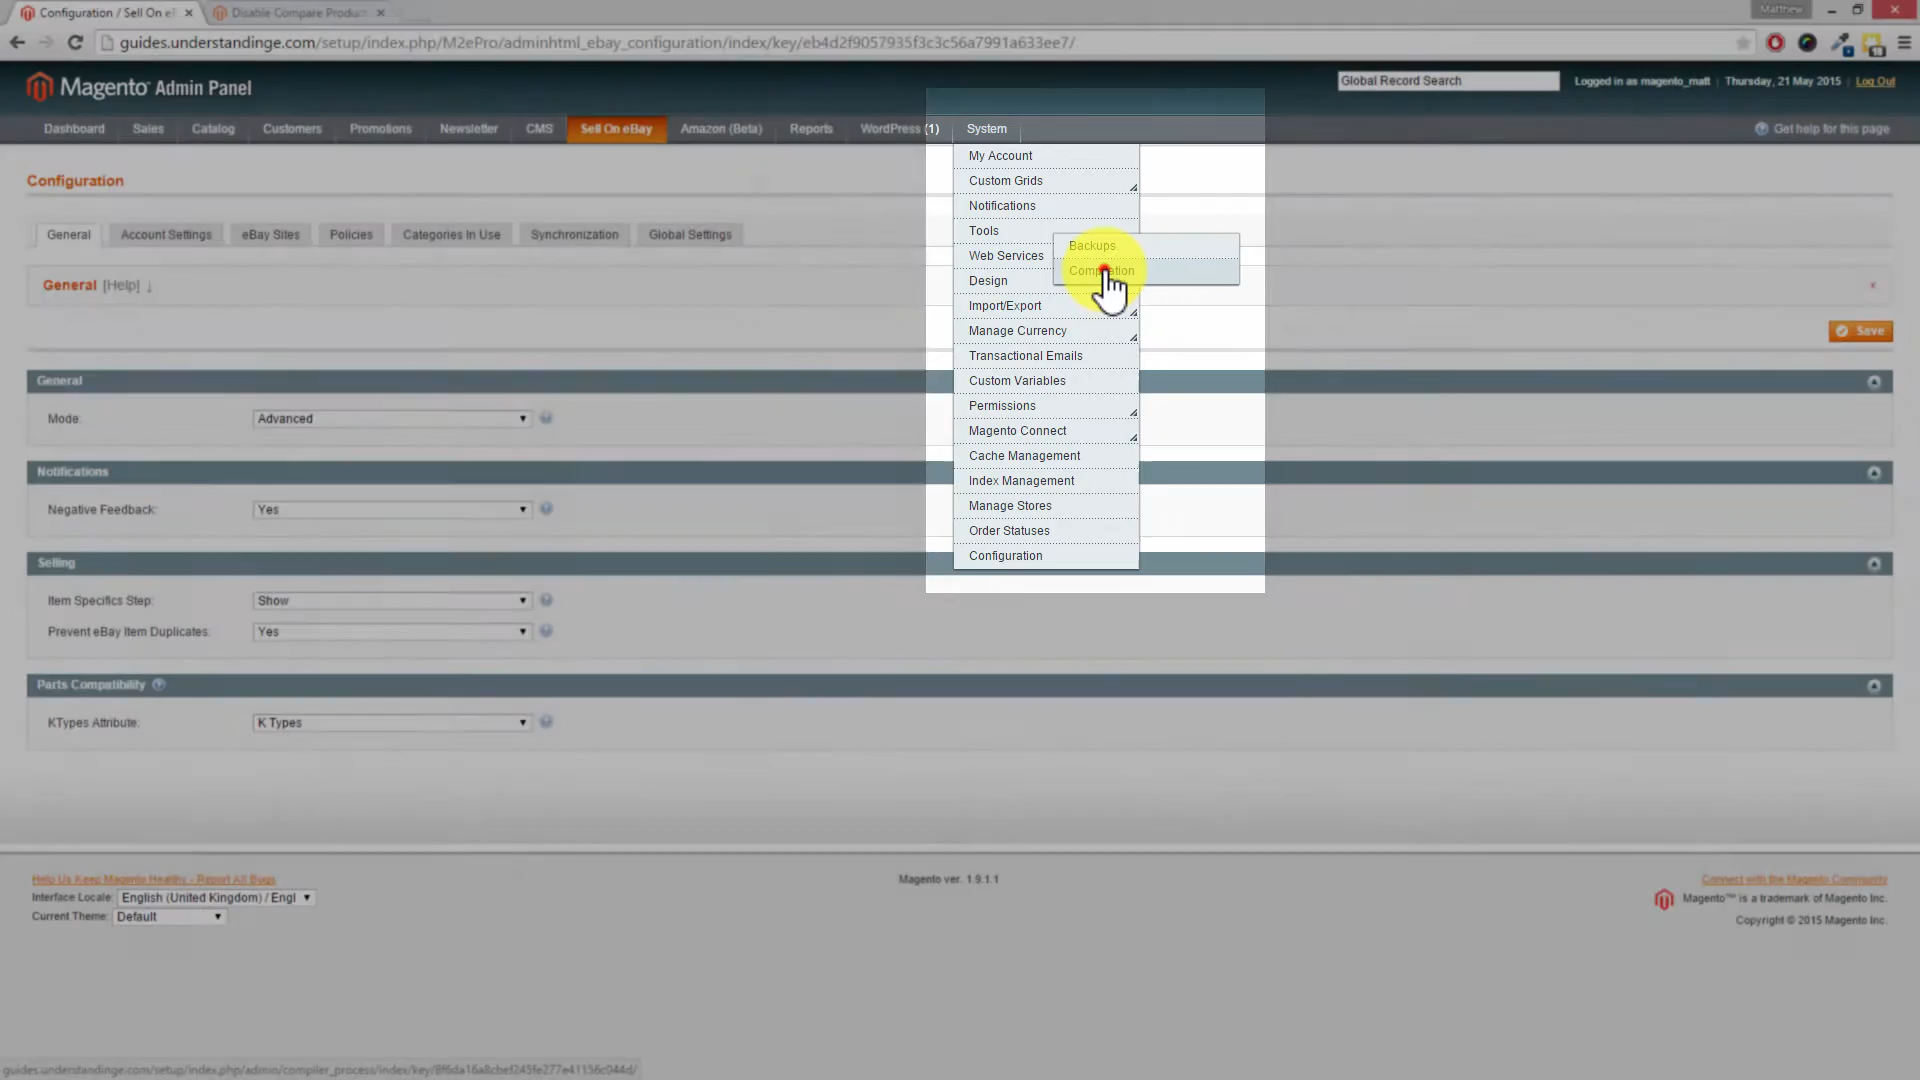 Configuration / Sell On eB
Disable Compare Product
Matthew
guides.understandinge.com/setup/index.php/M2ePro/adminhtml_ebay_configuration/index/key/eb4d2f9057935f3c3c56a7991a633ee7/
18
Magento Admin Panel
Global Record Search
Logged in as magento_matt
Thursday, 21 May 2015
Log Out
Dashboard
Sales
Catalog
Customers
Promotions
Newsletter
CMS
Sell On eBay
Amazon (Beta)
Reports
WordPress (1)
System
Get help for this page
My Account
Custom Grids
Notifications
Tools
Backups
Compilation
Web Services
Design
Import/Export
Manage Currency
Transactional Emails
Custom Variables
Permissions
Magento Connect
Cache Management
Index Management
Manage Stores
Order Statuses
Configuration
Configuration
General
Account Settings
eBay Sites
Policies
Categories In Use
Synchronization
Global Settings
General [Help] ↓
Save
General
Mode:
Advanced
Notifications
Negative Feedback:
Yes
Selling
Item Specifics Step:
Show
Prevent eBay Item Duplicates:
Yes
Parts Compatibility
KTypes Attribute:
K Types
Help Us Keep Magento Healthy - Report All Bugs
Interface Locale: English (United Kingdom) / Engl
Current Theme: Default
Magento ver. 1.9.1.1
Connect with the Magento Community
Magento™ is a trademark of Magento Inc.
Copyright © 2015 Magento Inc.